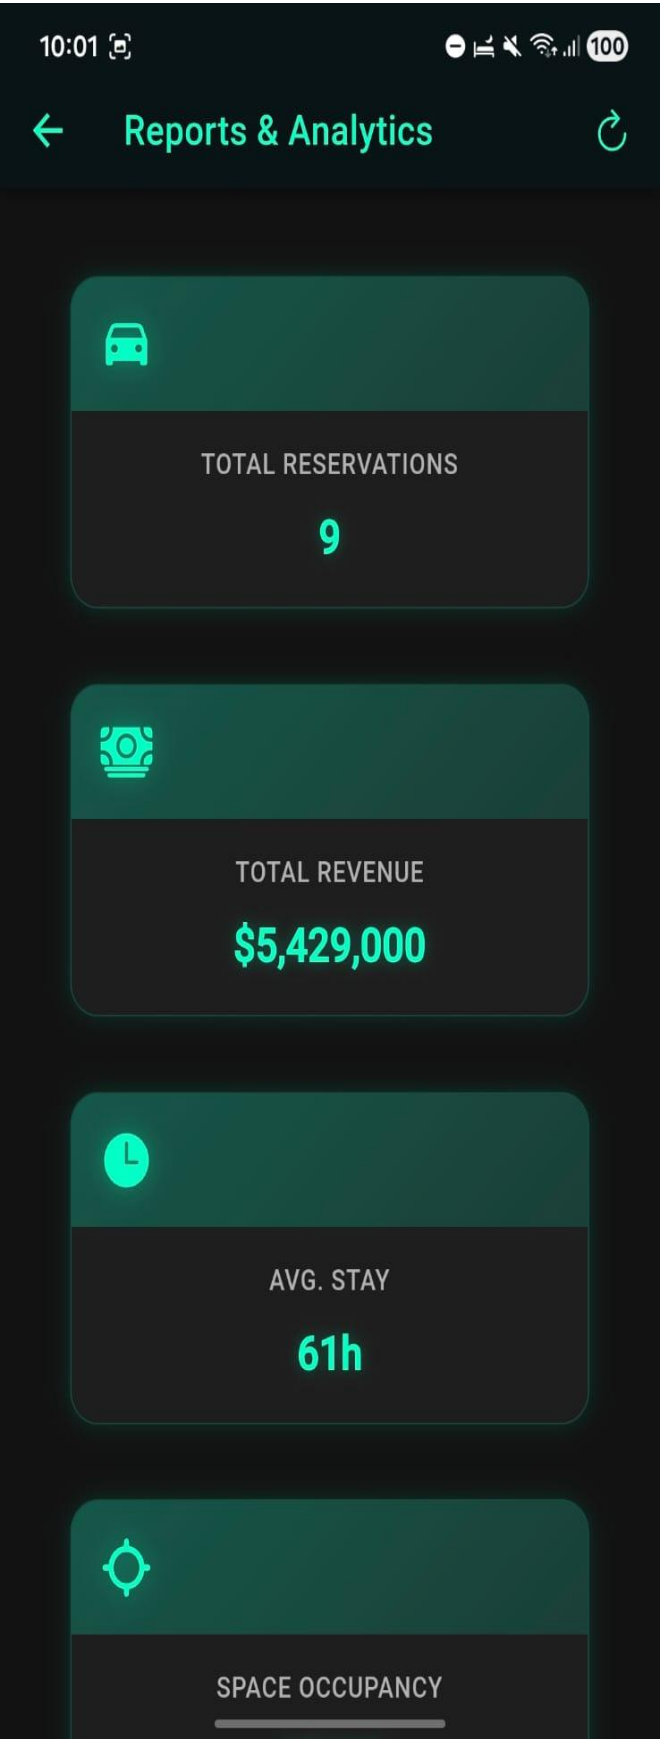 10:01
100
Reports & Analytics
TOTAL RESERVATIONS
9
TOTAL REVENUE
$5,429,000
AVG. STAY
61h
SPACE OCCUPANCY